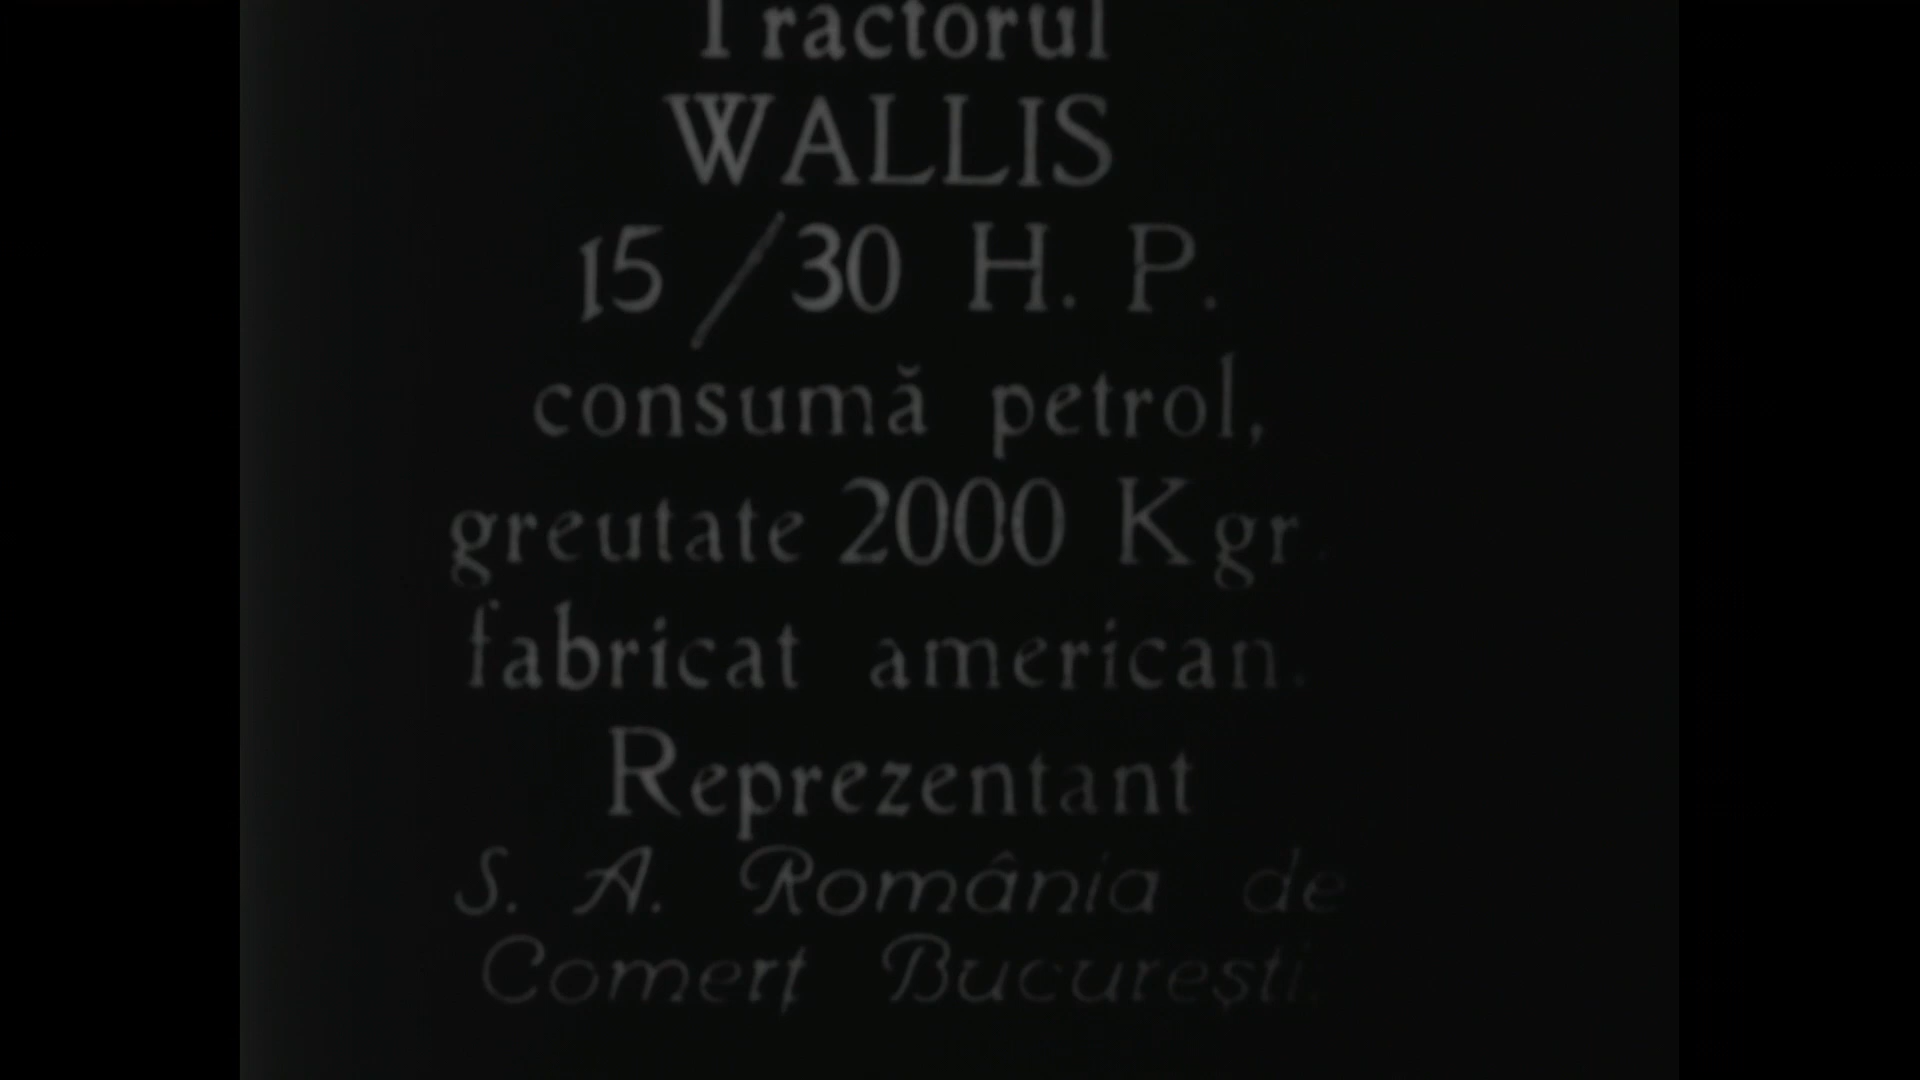 Tractorul
WALLIS
15/30 H. P.
consumă petrol,
greutate 2000 Kgr.
fabricat american.
Reprezentant
S. A. România de
Comerț București.